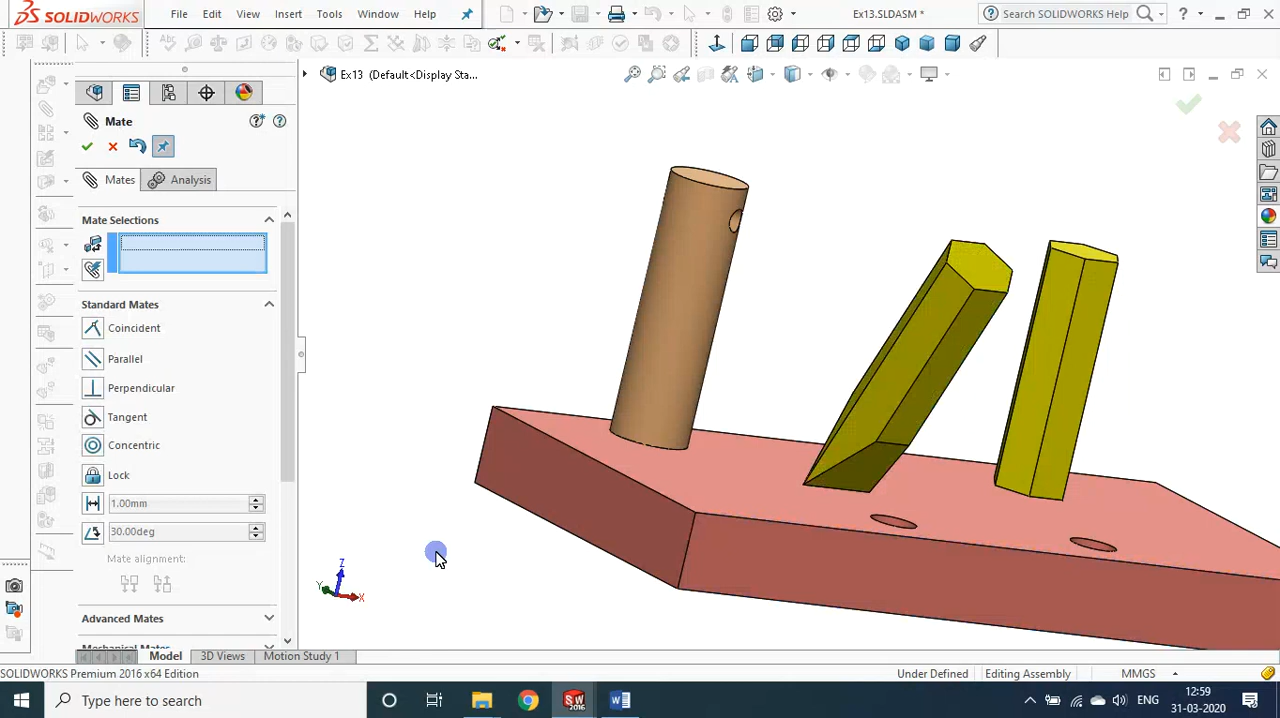 SOLIDWORKS
File Edit View Insert Tools Window Help
Ex13.SLDASM *
Search SOLIDWORKS Help
Ex13 (Default<Display Sta...
Mate
Mates
Analysis
Mate Selections
Standard Mates
Coincident
Parallel
Perpendicular
Tangent
Concentric
Lock
1.00mm
30.00deg
Mate alignment:
Advanced Mates
Z
Y
X
Model
3D Views
Motion Study 1
SOLIDWORKS Premium 2016 x64 Edition
Under Defined
Editing Assembly
MMGS
Type here to search
SW
2016
W
ENG
12:59
31-03-2020